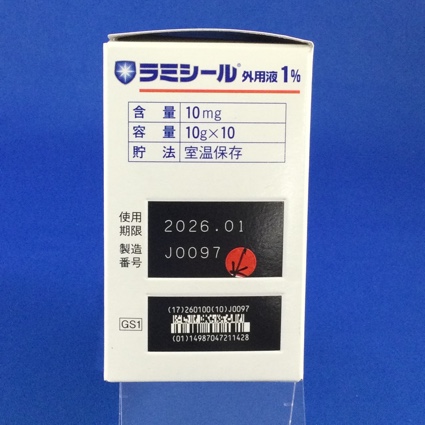 ラミシール® 外用液 1%
含量 10mg
容量 10g×10
貯法 室温保存
使用期限 2026.01
製造番号 J0097
(17)260100(10)J0097
GS1
(01)14987047211428